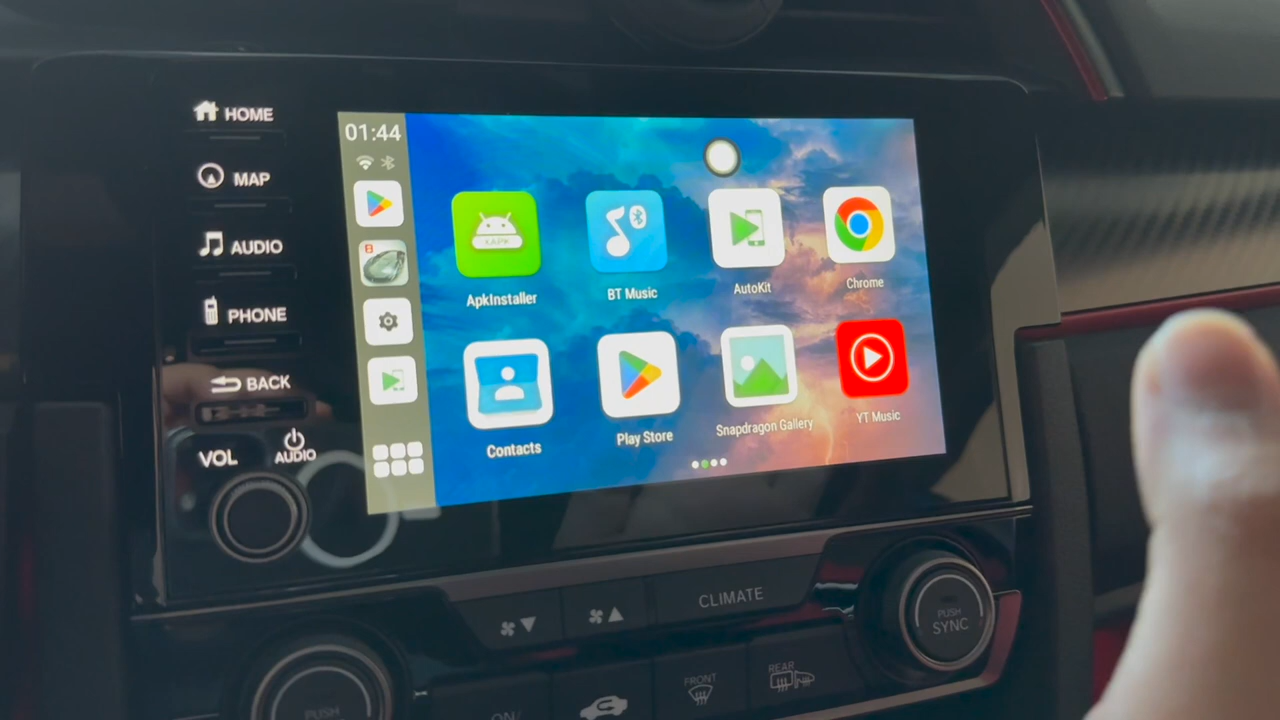 HOME
MAP
AUDIO
PHONE
BACK
VOL
AUDIO
01:44
ApkInstaller
BT Music
AutoKit
Chrome
Contacts
Play Store
Snapdragon Gallery
YT Music
CLIMATE
PUSH
SYNC
FRONT
REAR
PUSH
ON/